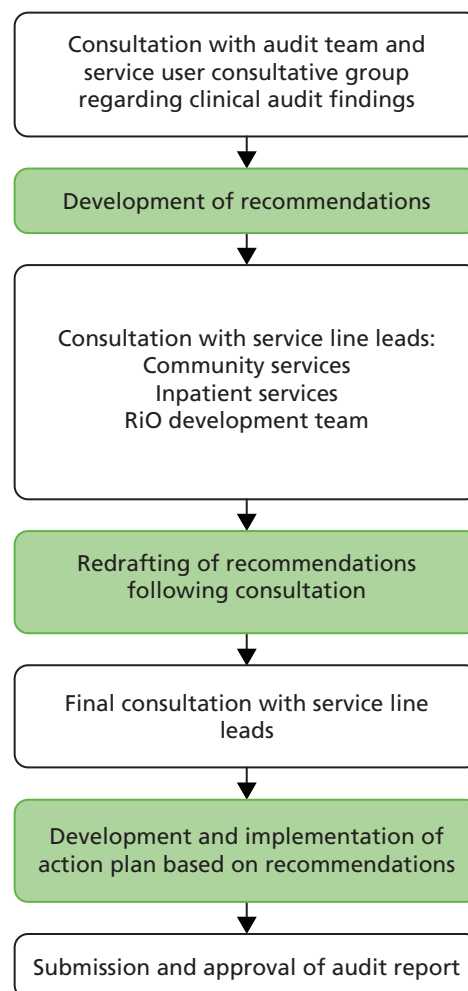 Consultation with audit team and
service user consultative group
regarding clinical audit findings
Development of recommendations
Consultation with service line leads:
Community services
Inpatient services
RiO development team
Redrafting of recommendations
following consultation
Final consultation with service line
leads
Development and implementation of
action plan based on recommendations
Submission and approval of audit report